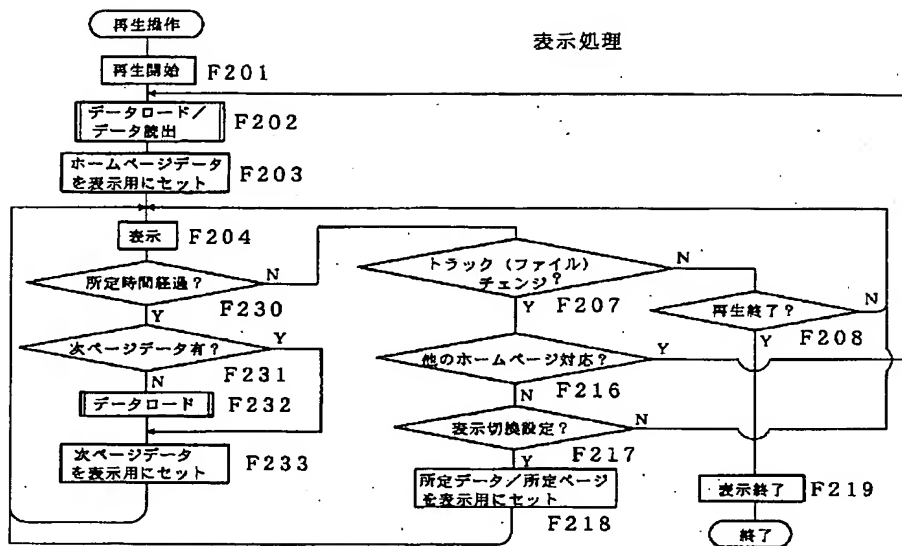 再生操作
表示処理
再生開始 F201
データロード/
データ読出 F202
ホームページデータ
を表示用にセット F203
表示 F204
所定時間経過? N
F230
Y
次ページデータ有? Y
F231
N
データロード F232
次ページデータ
を表示用にセット F233
トラック(ファイル)
チェンジ? N
F207
Y
再生終了? N
F208
Y
他のホームページ対応? Y
F216
N
表示切換設定? N
F217
Y
所定データ/所定ページ
を表示用にセット
F218
表示終了 F219
終了